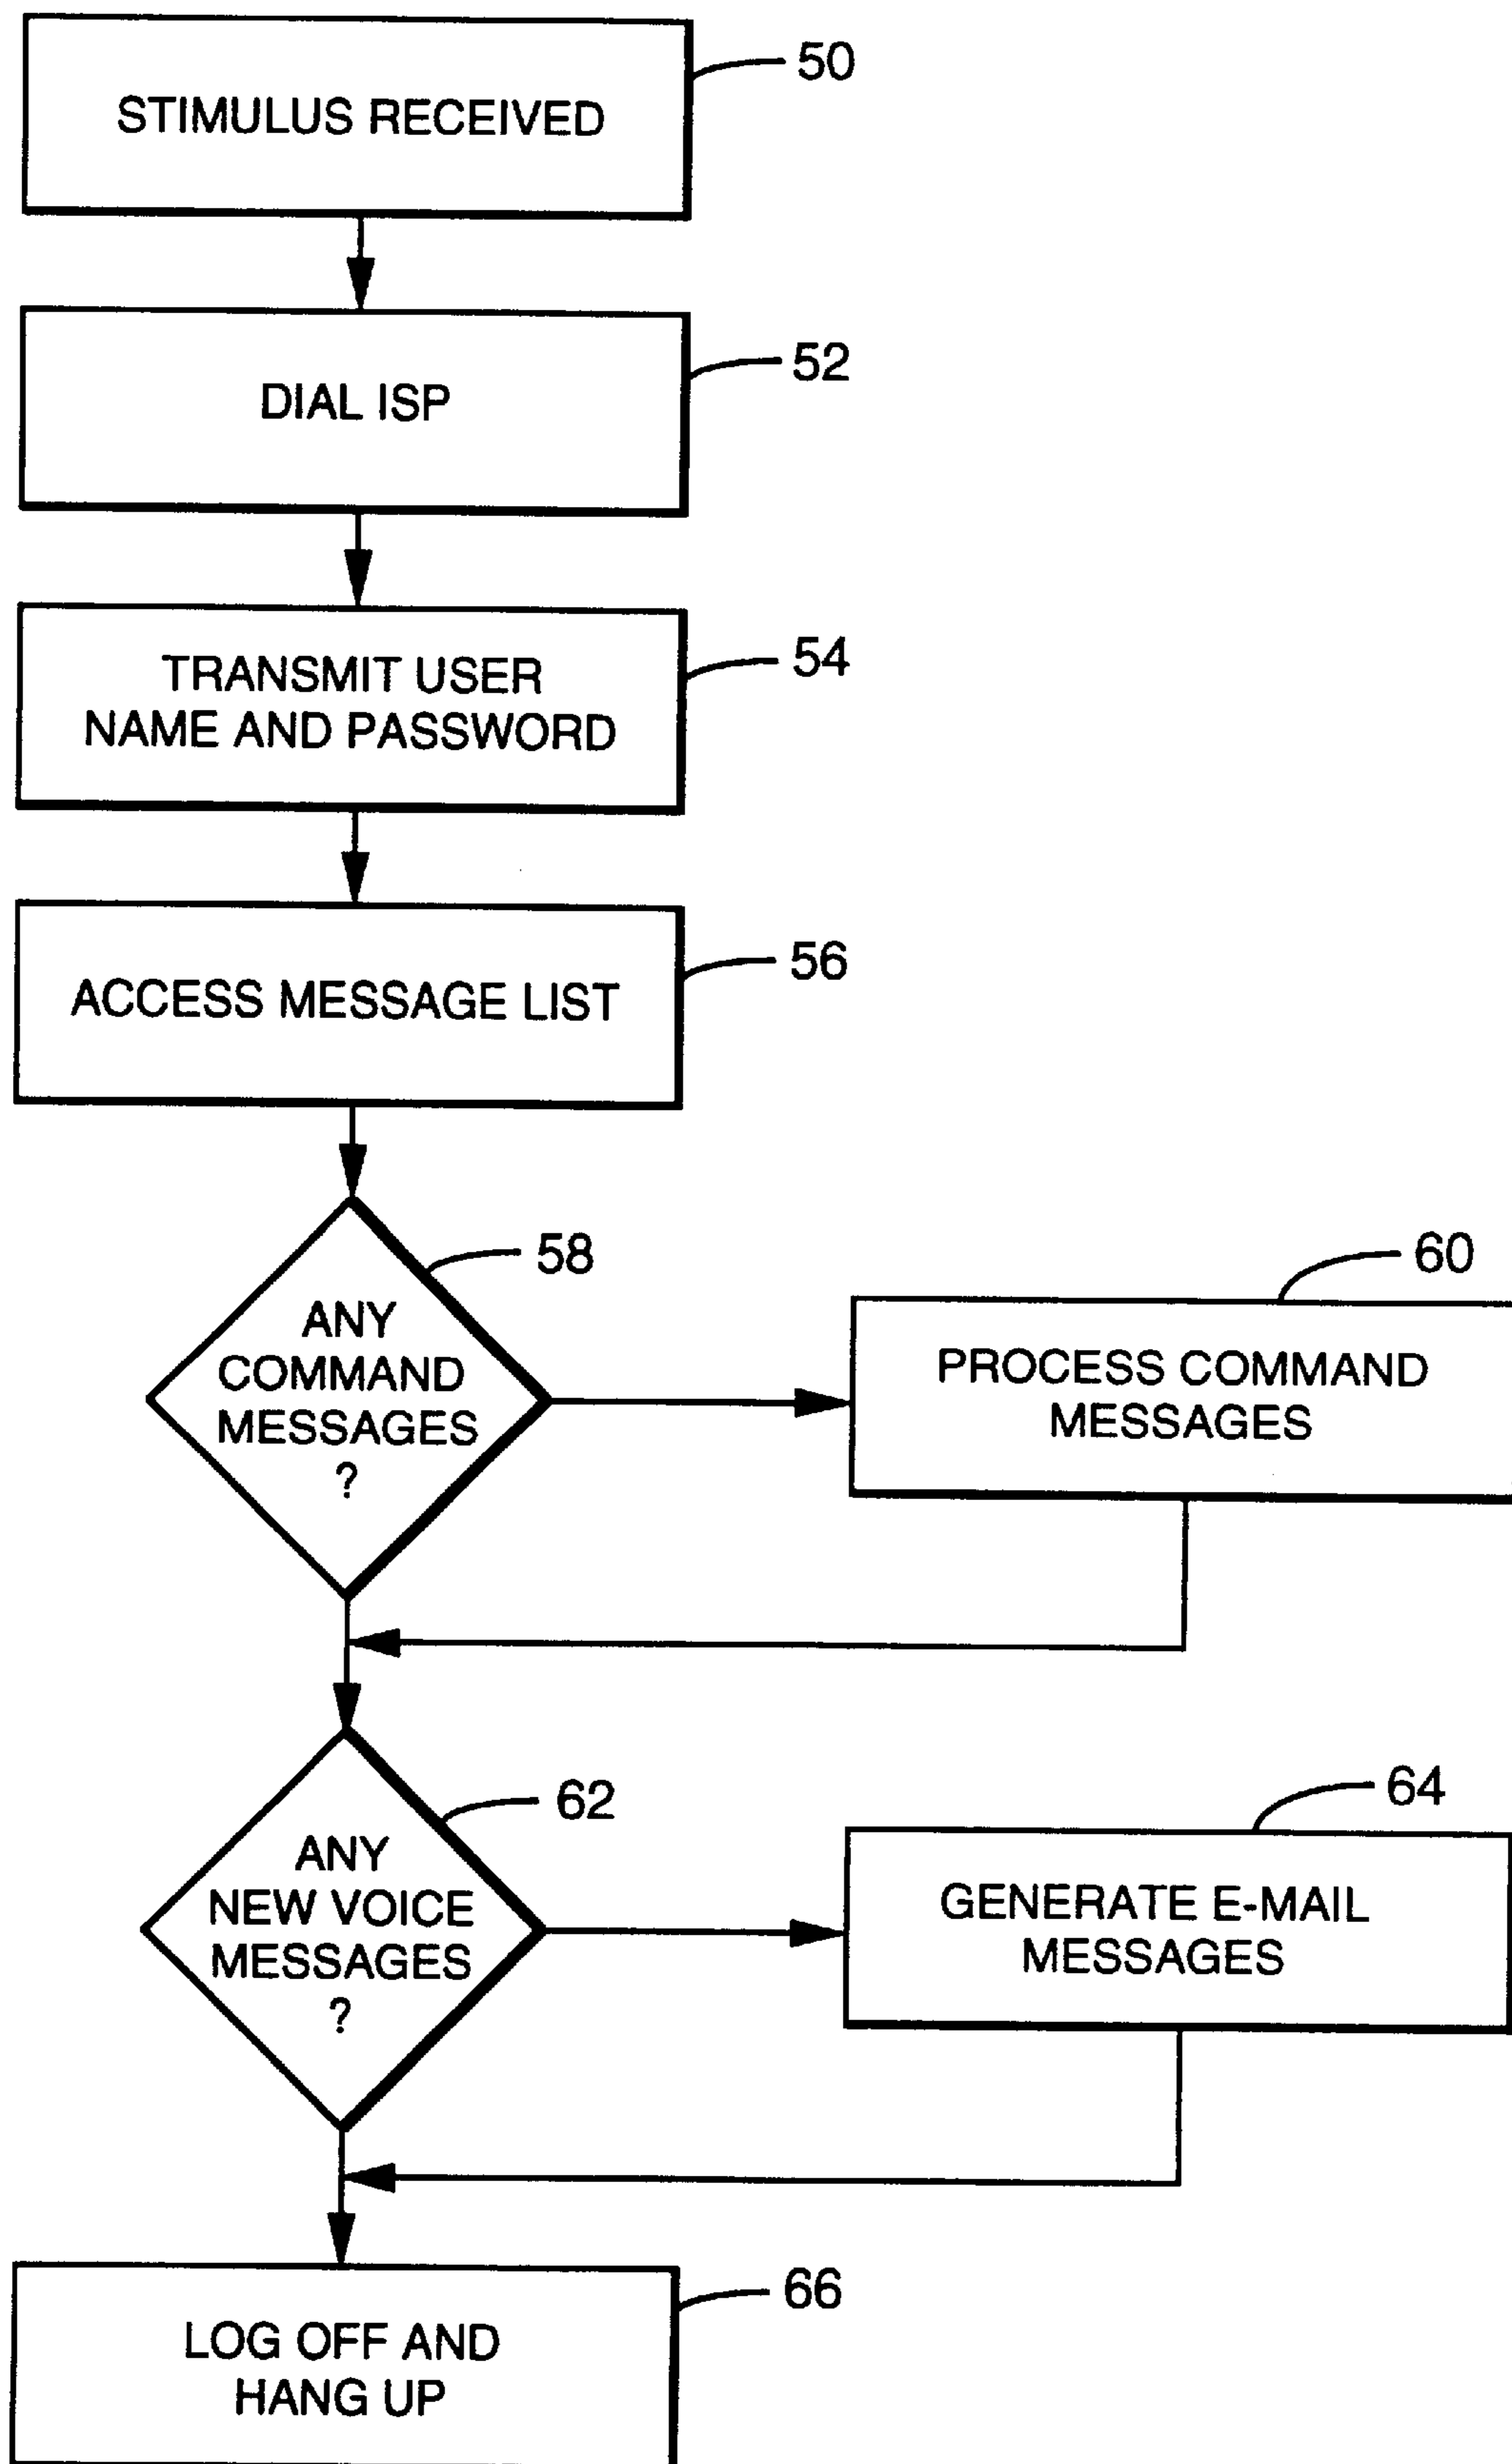 50
STIMULUS RECEIVED
52
DIAL ISP
54
TRANSMIT USER
NAME AND PASSWORD
56
ACCESS MESSAGE LIST
58
ANY
COMMAND
MESSAGES
?
60
PROCESS COMMAND
MESSAGES
62
ANY
NEW VOICE
MESSAGES
?
64
GENERATE E-MAIL
MESSAGES
66
LOG OFF AND
HANG UP